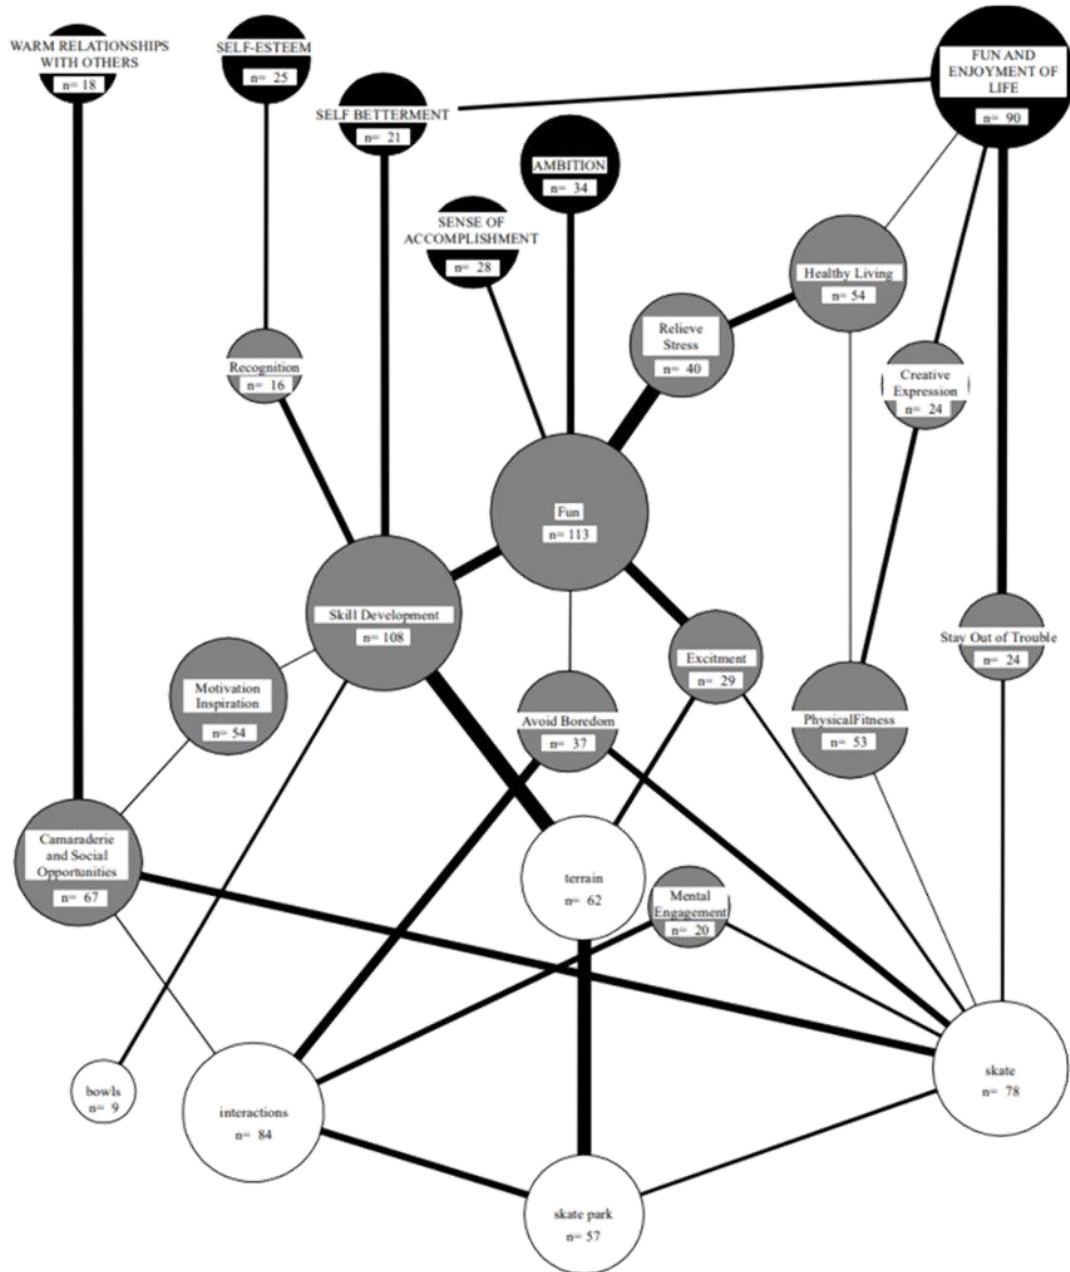 WARM RELATIONSHIPS
WITH OTHERS
n= 18
SELF-ESTEEM
n= 25
SELF BETTERMENT
n= 21
FUN AND
ENJOYMENT OF
LIFE
n= 90
AMBITION
n= 34
SENSE OF
ACCOMPLISHMENT
n= 28
Healthy Living
n= 54
Relieve
Stress
n= 40
Recognition
n= 16
Creative
Expression
n= 24
Fun
n= 113
Skill Development
n= 108
Stay Out of Trouble
n= 24
Excitment
n= 29
Motivation
Inspiration
n= 54
Avoid Boredom
n= 37
PhysicalFitness
n= 53
Camaraderie
and Social
Opportunities
n= 67
terrain
n= 62
Mental
Engagement
n= 20
bowls
n= 9
interactions
n= 84
skate
n= 78
skate park
n= 57